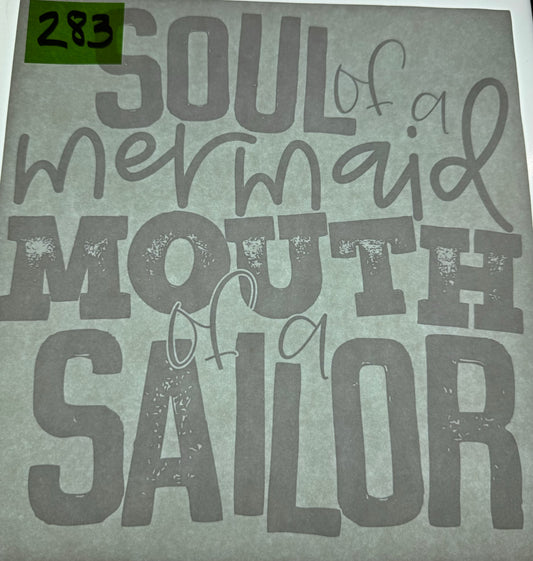 283
SOUL of a
mermaid
MOUTH
of a
SAILOR